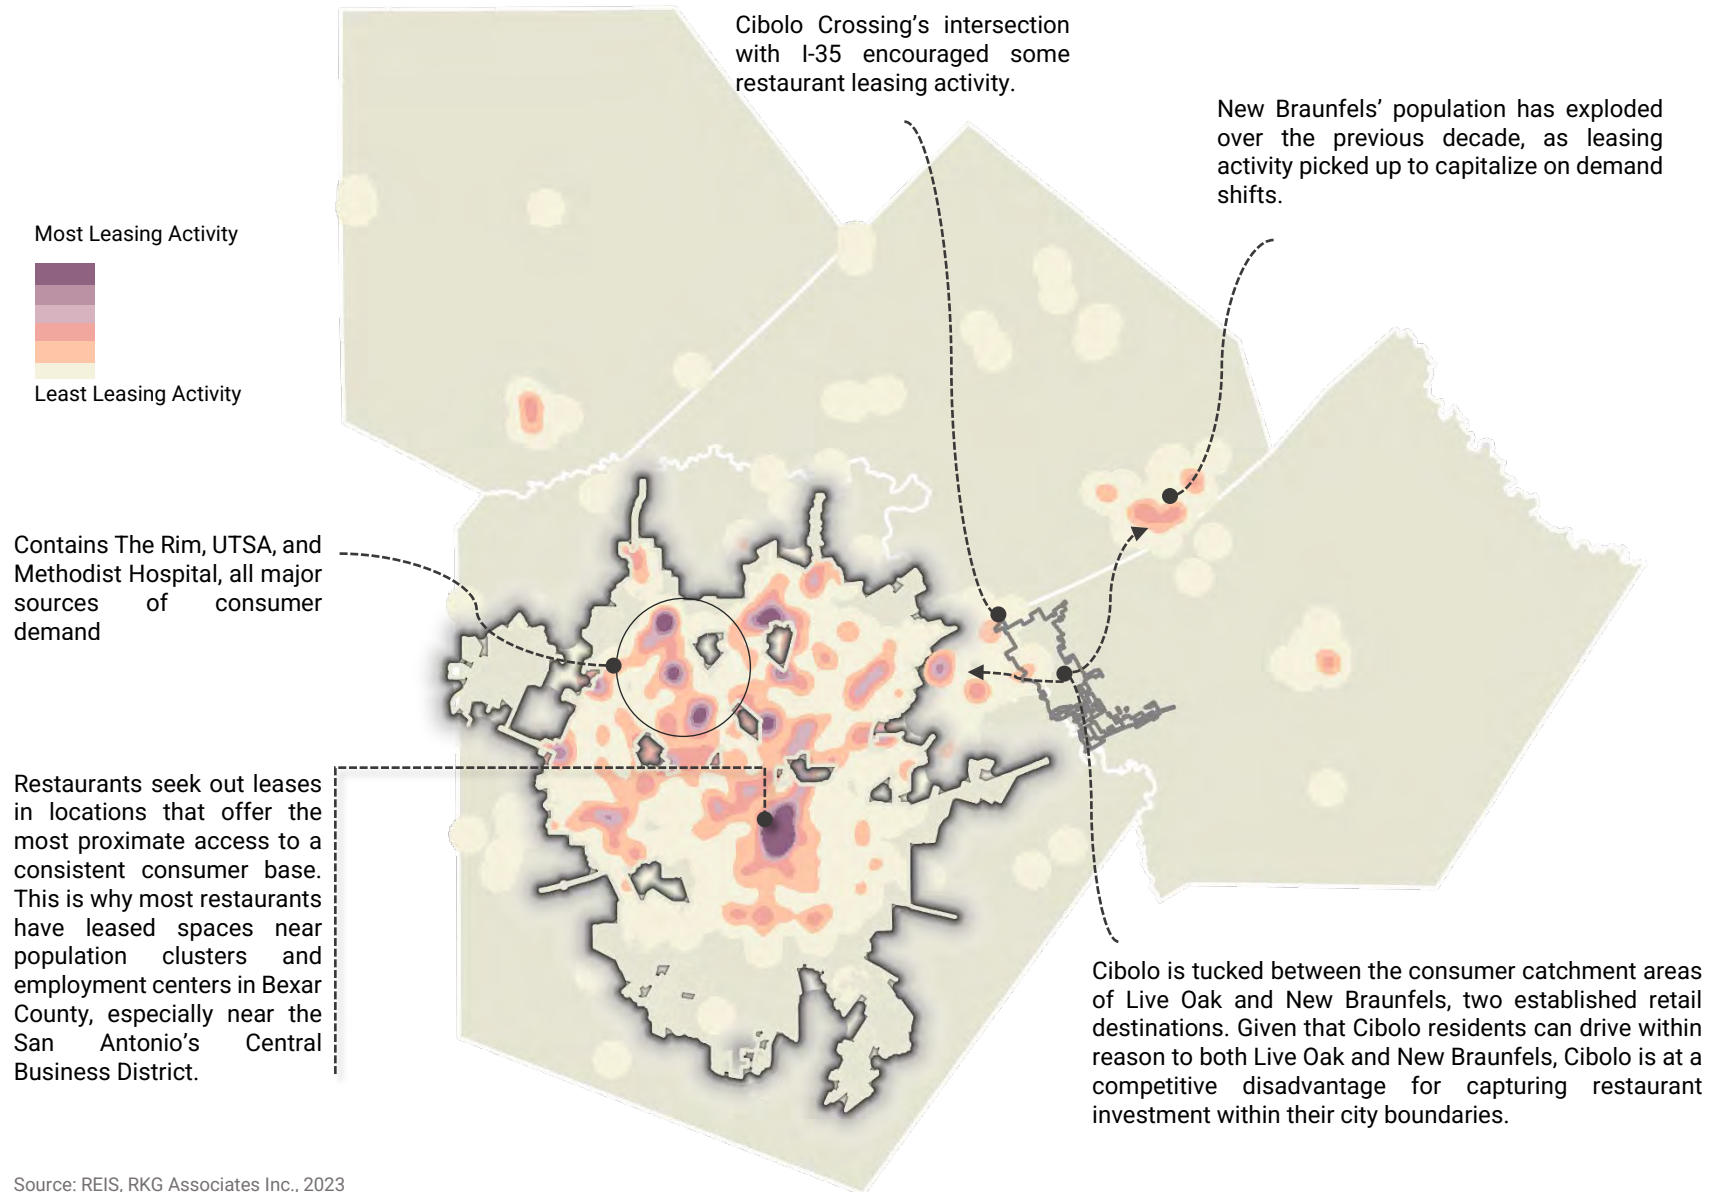 Cibolo Crossing’s intersection
with I-35 encouraged some
restaurant leasing activity.
New Braunfels’ population has exploded
over the previous decade, as leasing
activity picked up to capitalize on demand
shifts.
Most Leasing Activity
Least Leasing Activity
Contains The Rim, UTSA, and
Methodist Hospital, all major
sources of consumer
demand
Restaurants seek out leases
in locations that offer the
most proximate access to a
consistent consumer base.
This is why most restaurants
have leased spaces near
population clusters and
employment centers in Bexar
County, especially near the
San Antonio’s Central
Business District.
Cibolo is tucked between the consumer catchment areas
of Live Oak and New Braunfels, two established retail
destinations. Given that Cibolo residents can drive within
reason to both Live Oak and New Braunfels, Cibolo is at a
competitive disadvantage for capturing restaurant
investment within their city boundaries.
Source: REIS, RKG Associates Inc., 2023